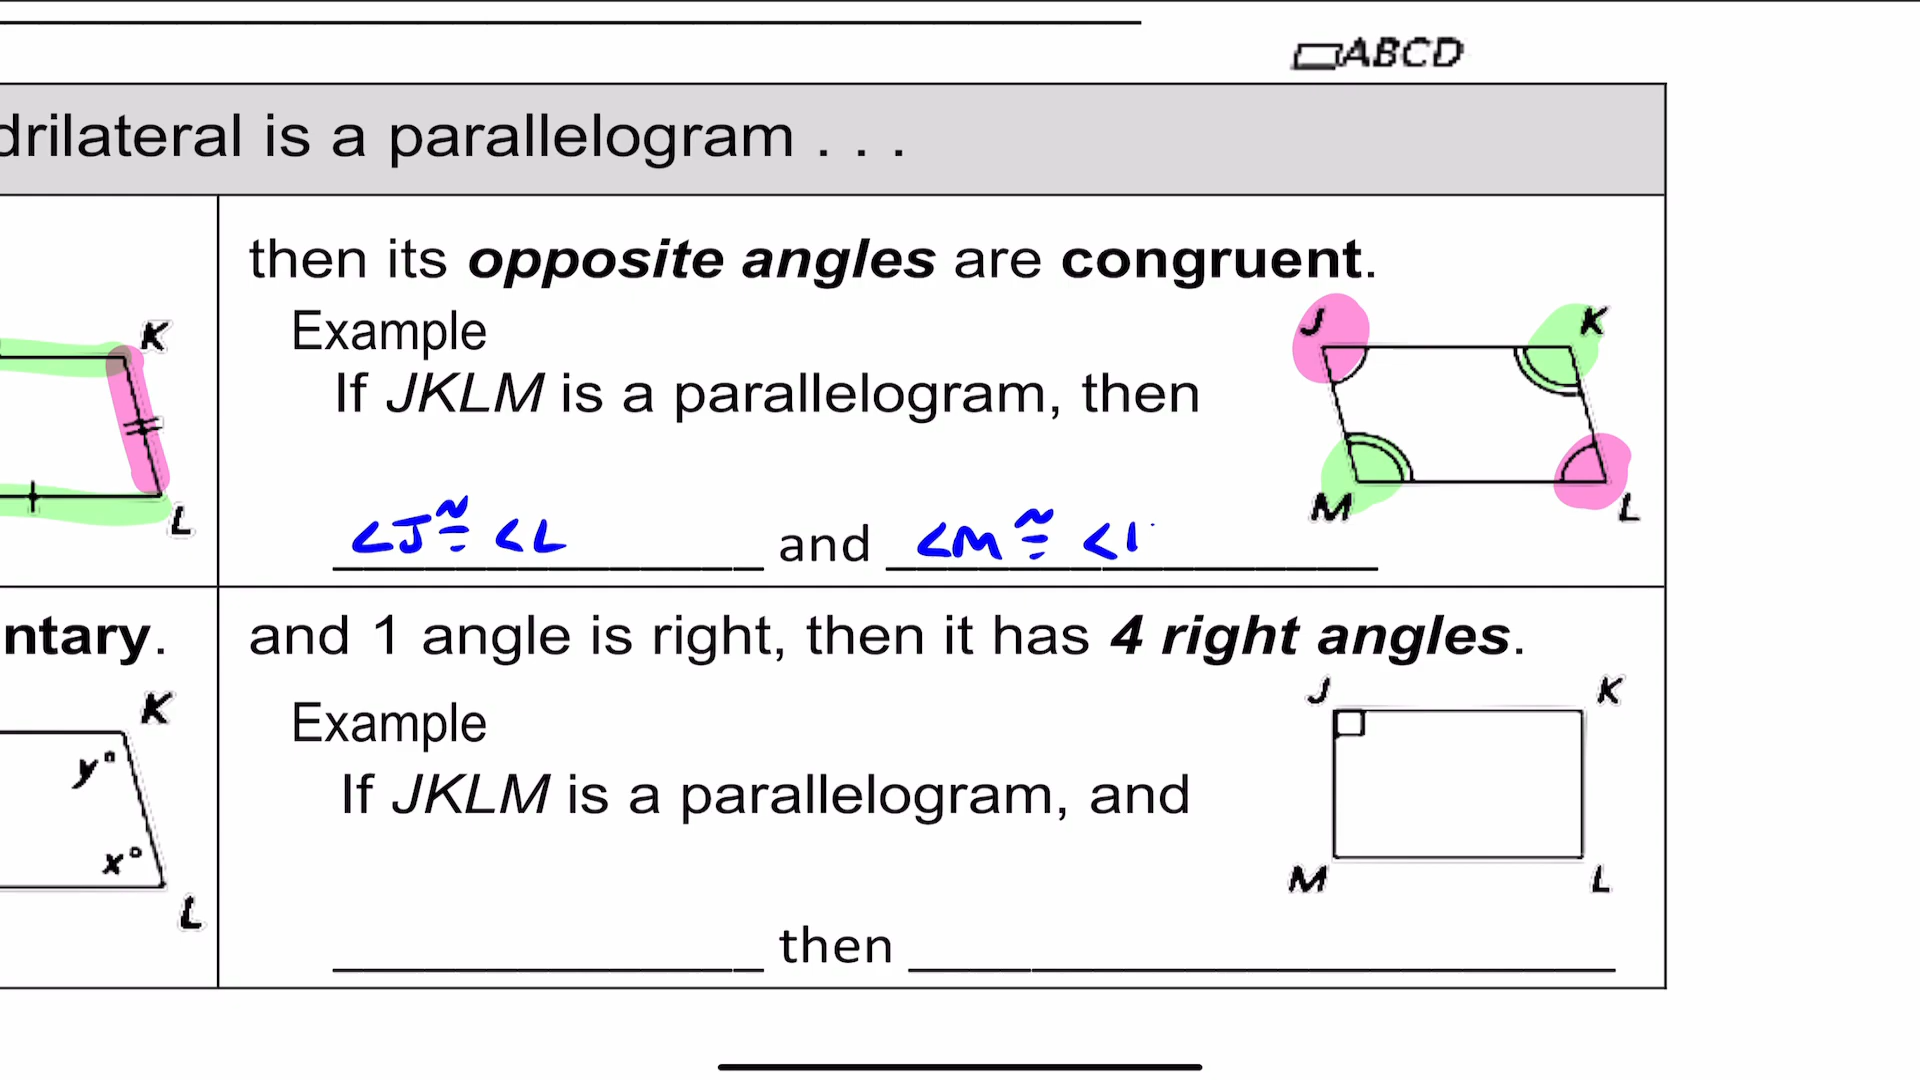 ▱ABCD
drilateral is a parallelogram . . .
then its opposite angles are congruent.
Example
If JKLM is a parallelogram, then
<J ≅ <L and <M ≅ <
J K
M L
K
L
ntary.
K
y°
x°
L
and 1 angle is right, then it has 4 right angles.
Example
If JKLM is a parallelogram, and
then
J K
M L